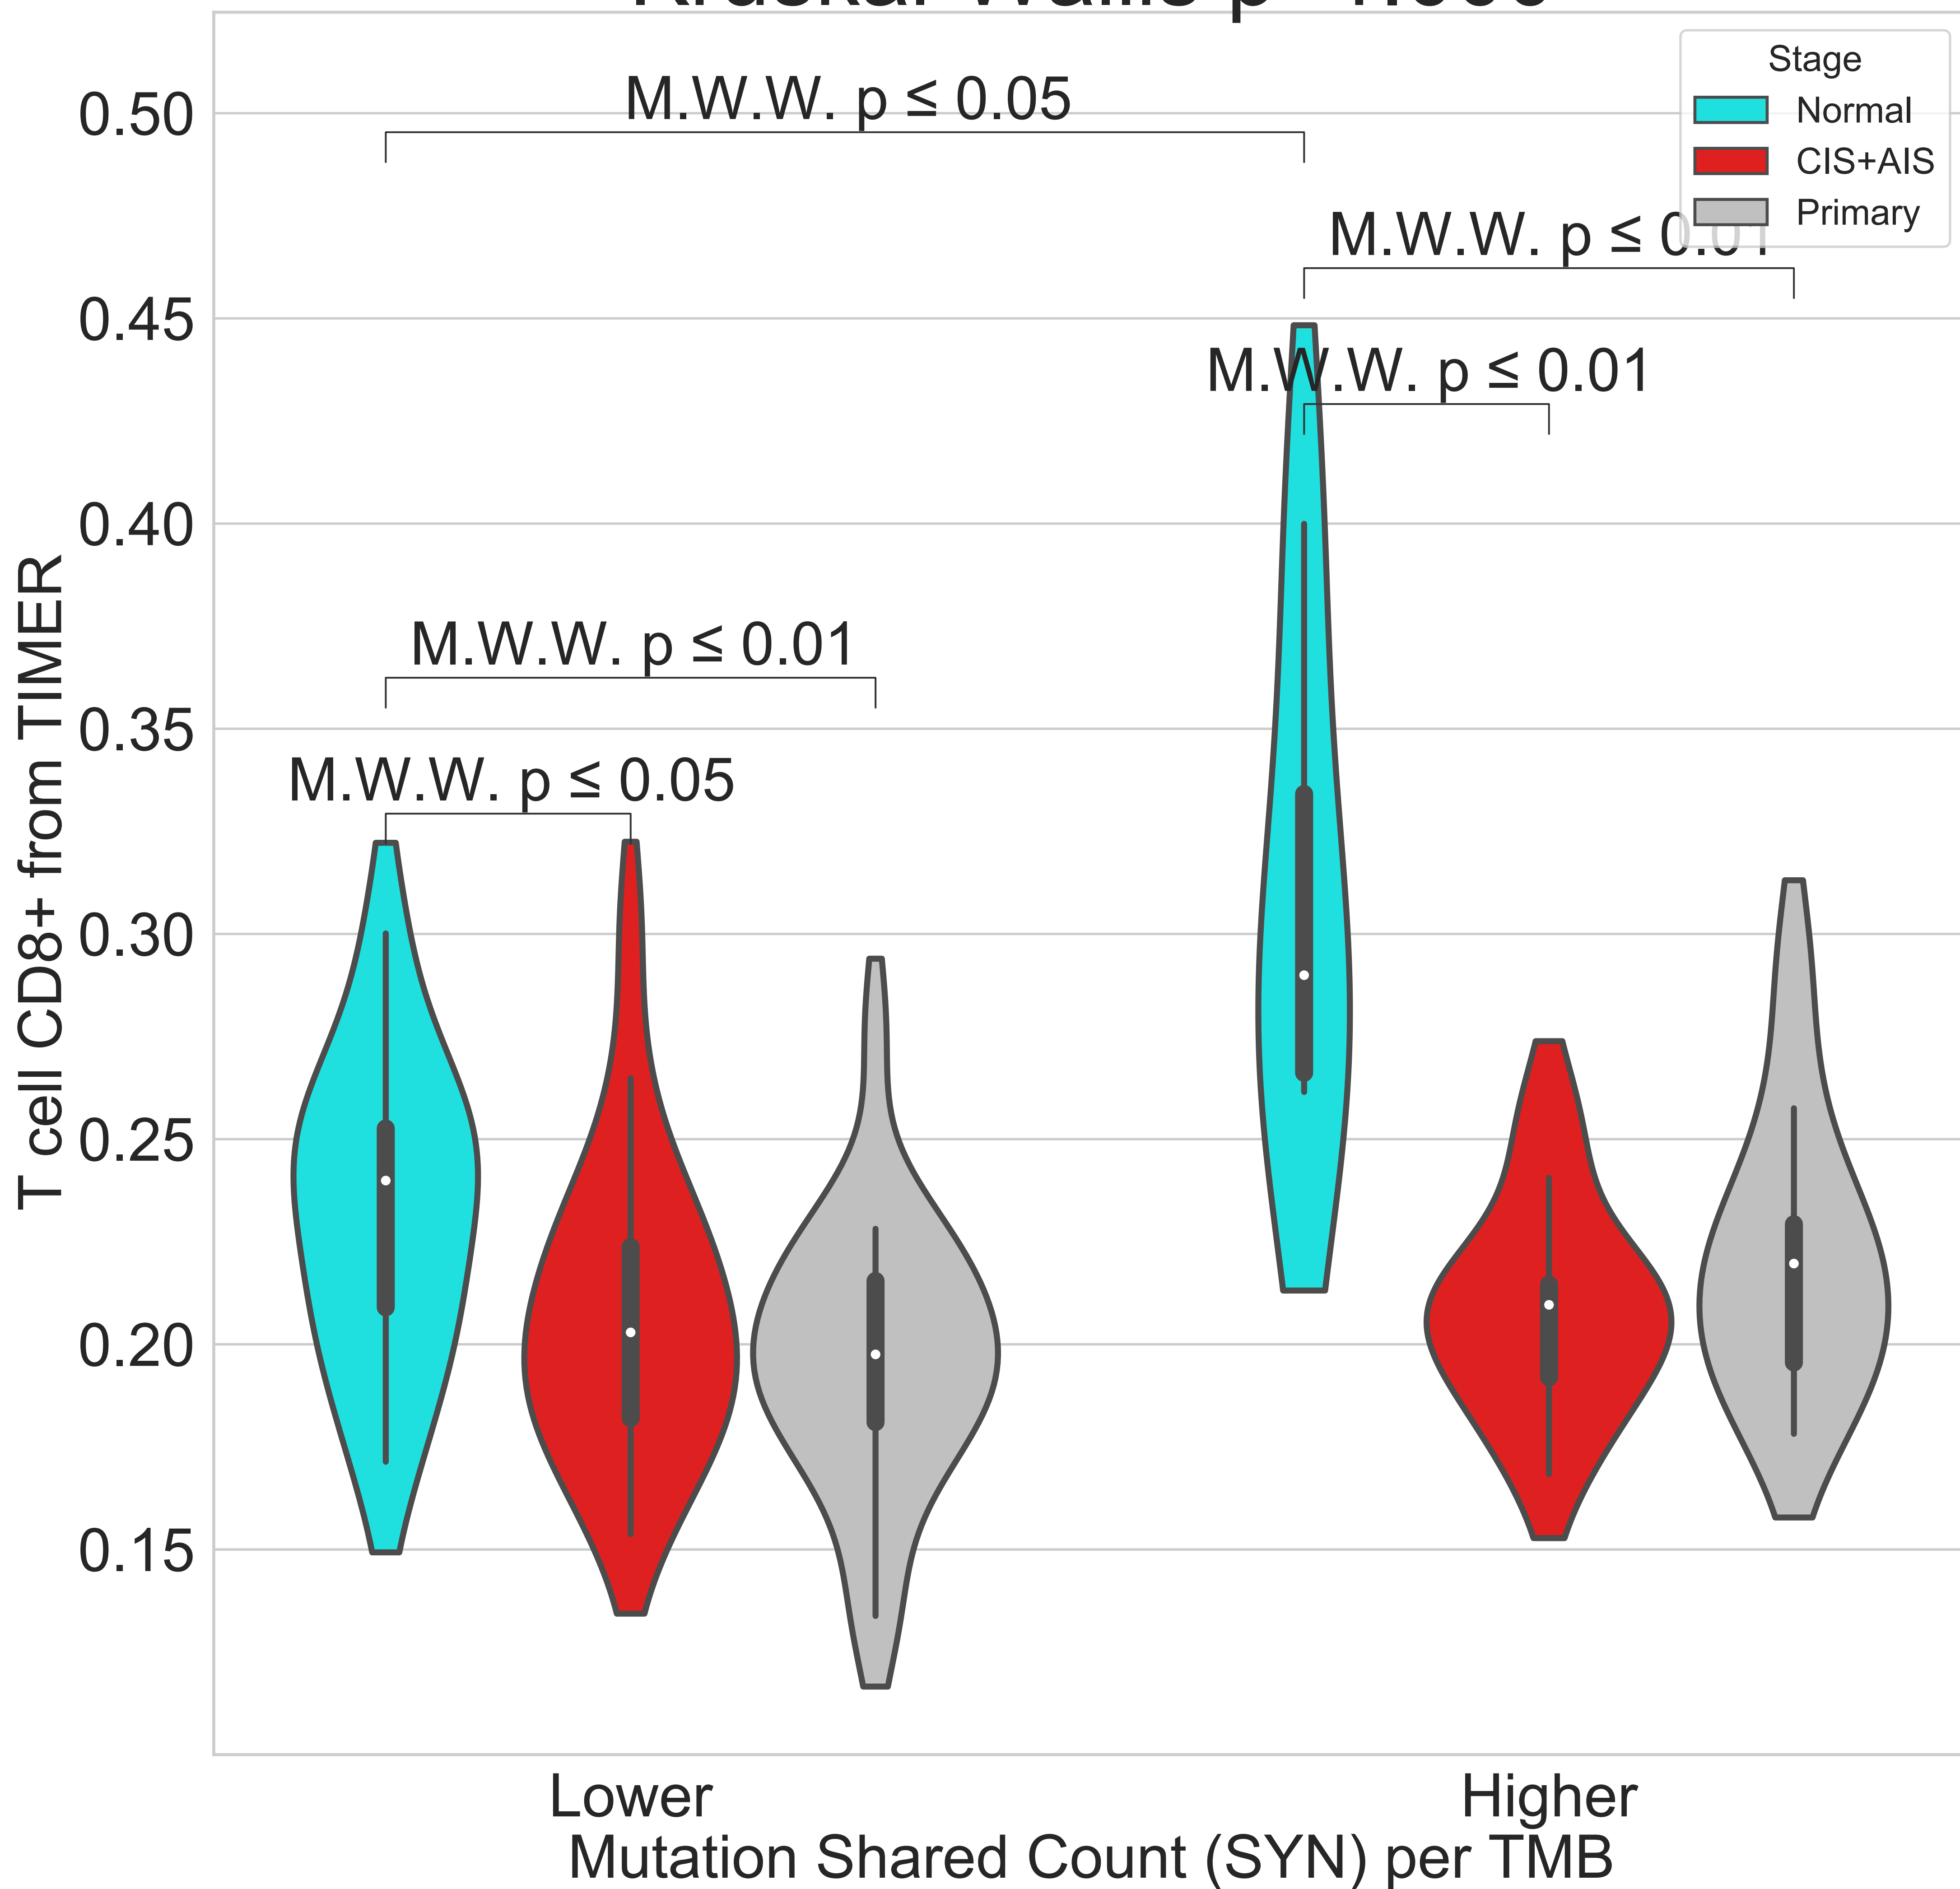 Stage
Normal
CIS+AIS
Primary
M.W.W. p ≤ 0.05
M.W.W. p ≤ 0.01
M.W.W. p ≤ 0.01
M.W.W. p ≤ 0.01
M.W.W. p ≤ 0.05
0.50
0.45
0.40
0.35
0.30
0.25
0.20
0.15
T cell CD8+ from TIMER
Lower
Higher
Mutation Shared Count (SYN) per TMB